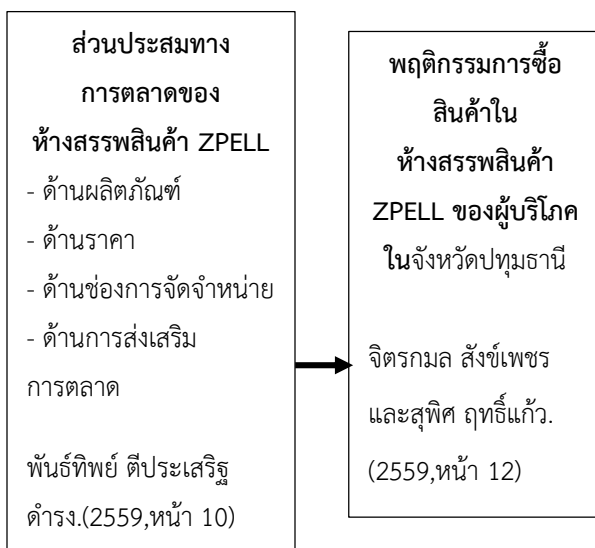 ส่วนประสมทาง
การตลาดของ
ห้างสรรพสินค้า ZPELL
- ด้านผลิตภัณฑ์
- ด้านราคา
- ด้านช่องการจัดจำหน่าย
- ด้านการส่งเสริม
การตลาด
พันธ์ทิพย์ ตีประเสริฐ
ดำรง.(2559,หน้า 10)
พฤติกรรมการซื้อ
สินค้าใน
ห้างสรรพสินค้า
ZPELL ของผู้บริโภค
ในจังหวัดปทุมธานี
จิตรกมล สังข์เพชร
และสุพิศ ฤทธิ์แก้ว.
(2559,หน้า 12)